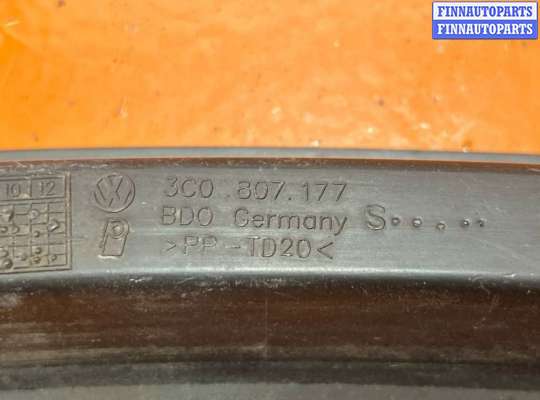 FINNAUTOPARTS
FINNAUTOPARTS
10 12
3C0 807.177
BDO Germany S
>PP-TD20<